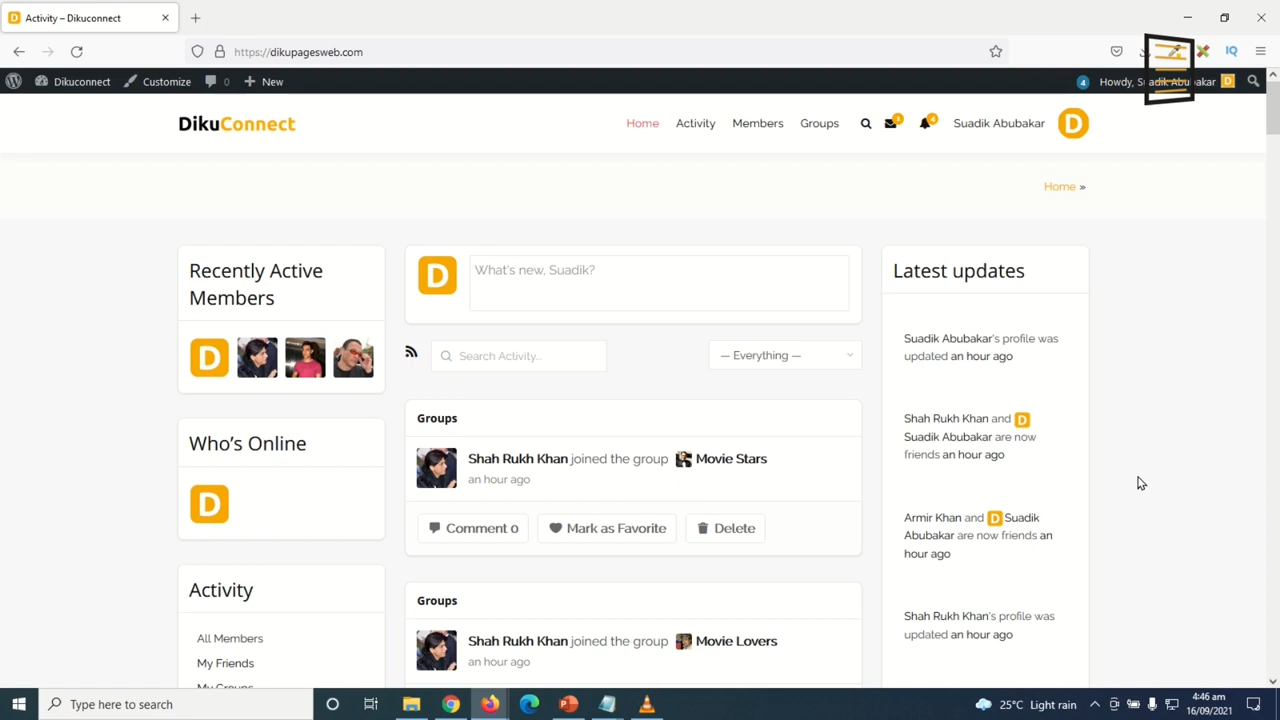 Activity – Dikuconnect
https://dikupagesweb.com
IQ
Dikuconnect
Customize
0
New
4
Howdy, Suadik Abubakar
D
DikuConnect
Home
Activity
Members
Groups
4
Suadik Abubakar
D
Home »
Recently Active
Members
D
Who's Online
D
Activity
All Members
My Friends
My Groups
D
What's new, Suadik?
Search Activity...
— Everything —
Groups
Shah Rukh Khan joined the group Movie Stars
an hour ago
Comment 0
Mark as Favorite
Delete
Groups
Shah Rukh Khan joined the group Movie Lovers
an hour ago
Latest updates
Suadik Abubakar's profile was
updated an hour ago
Shah Rukh Khan and D
Suadik Abubakar are now
friends an hour ago
Armir Khan and D Suadik
Abubakar are now friends an
hour ago
Shah Rukh Khan's profile was
updated an hour ago
Type here to search
25°C Light rain
4:46 am
16/09/2021